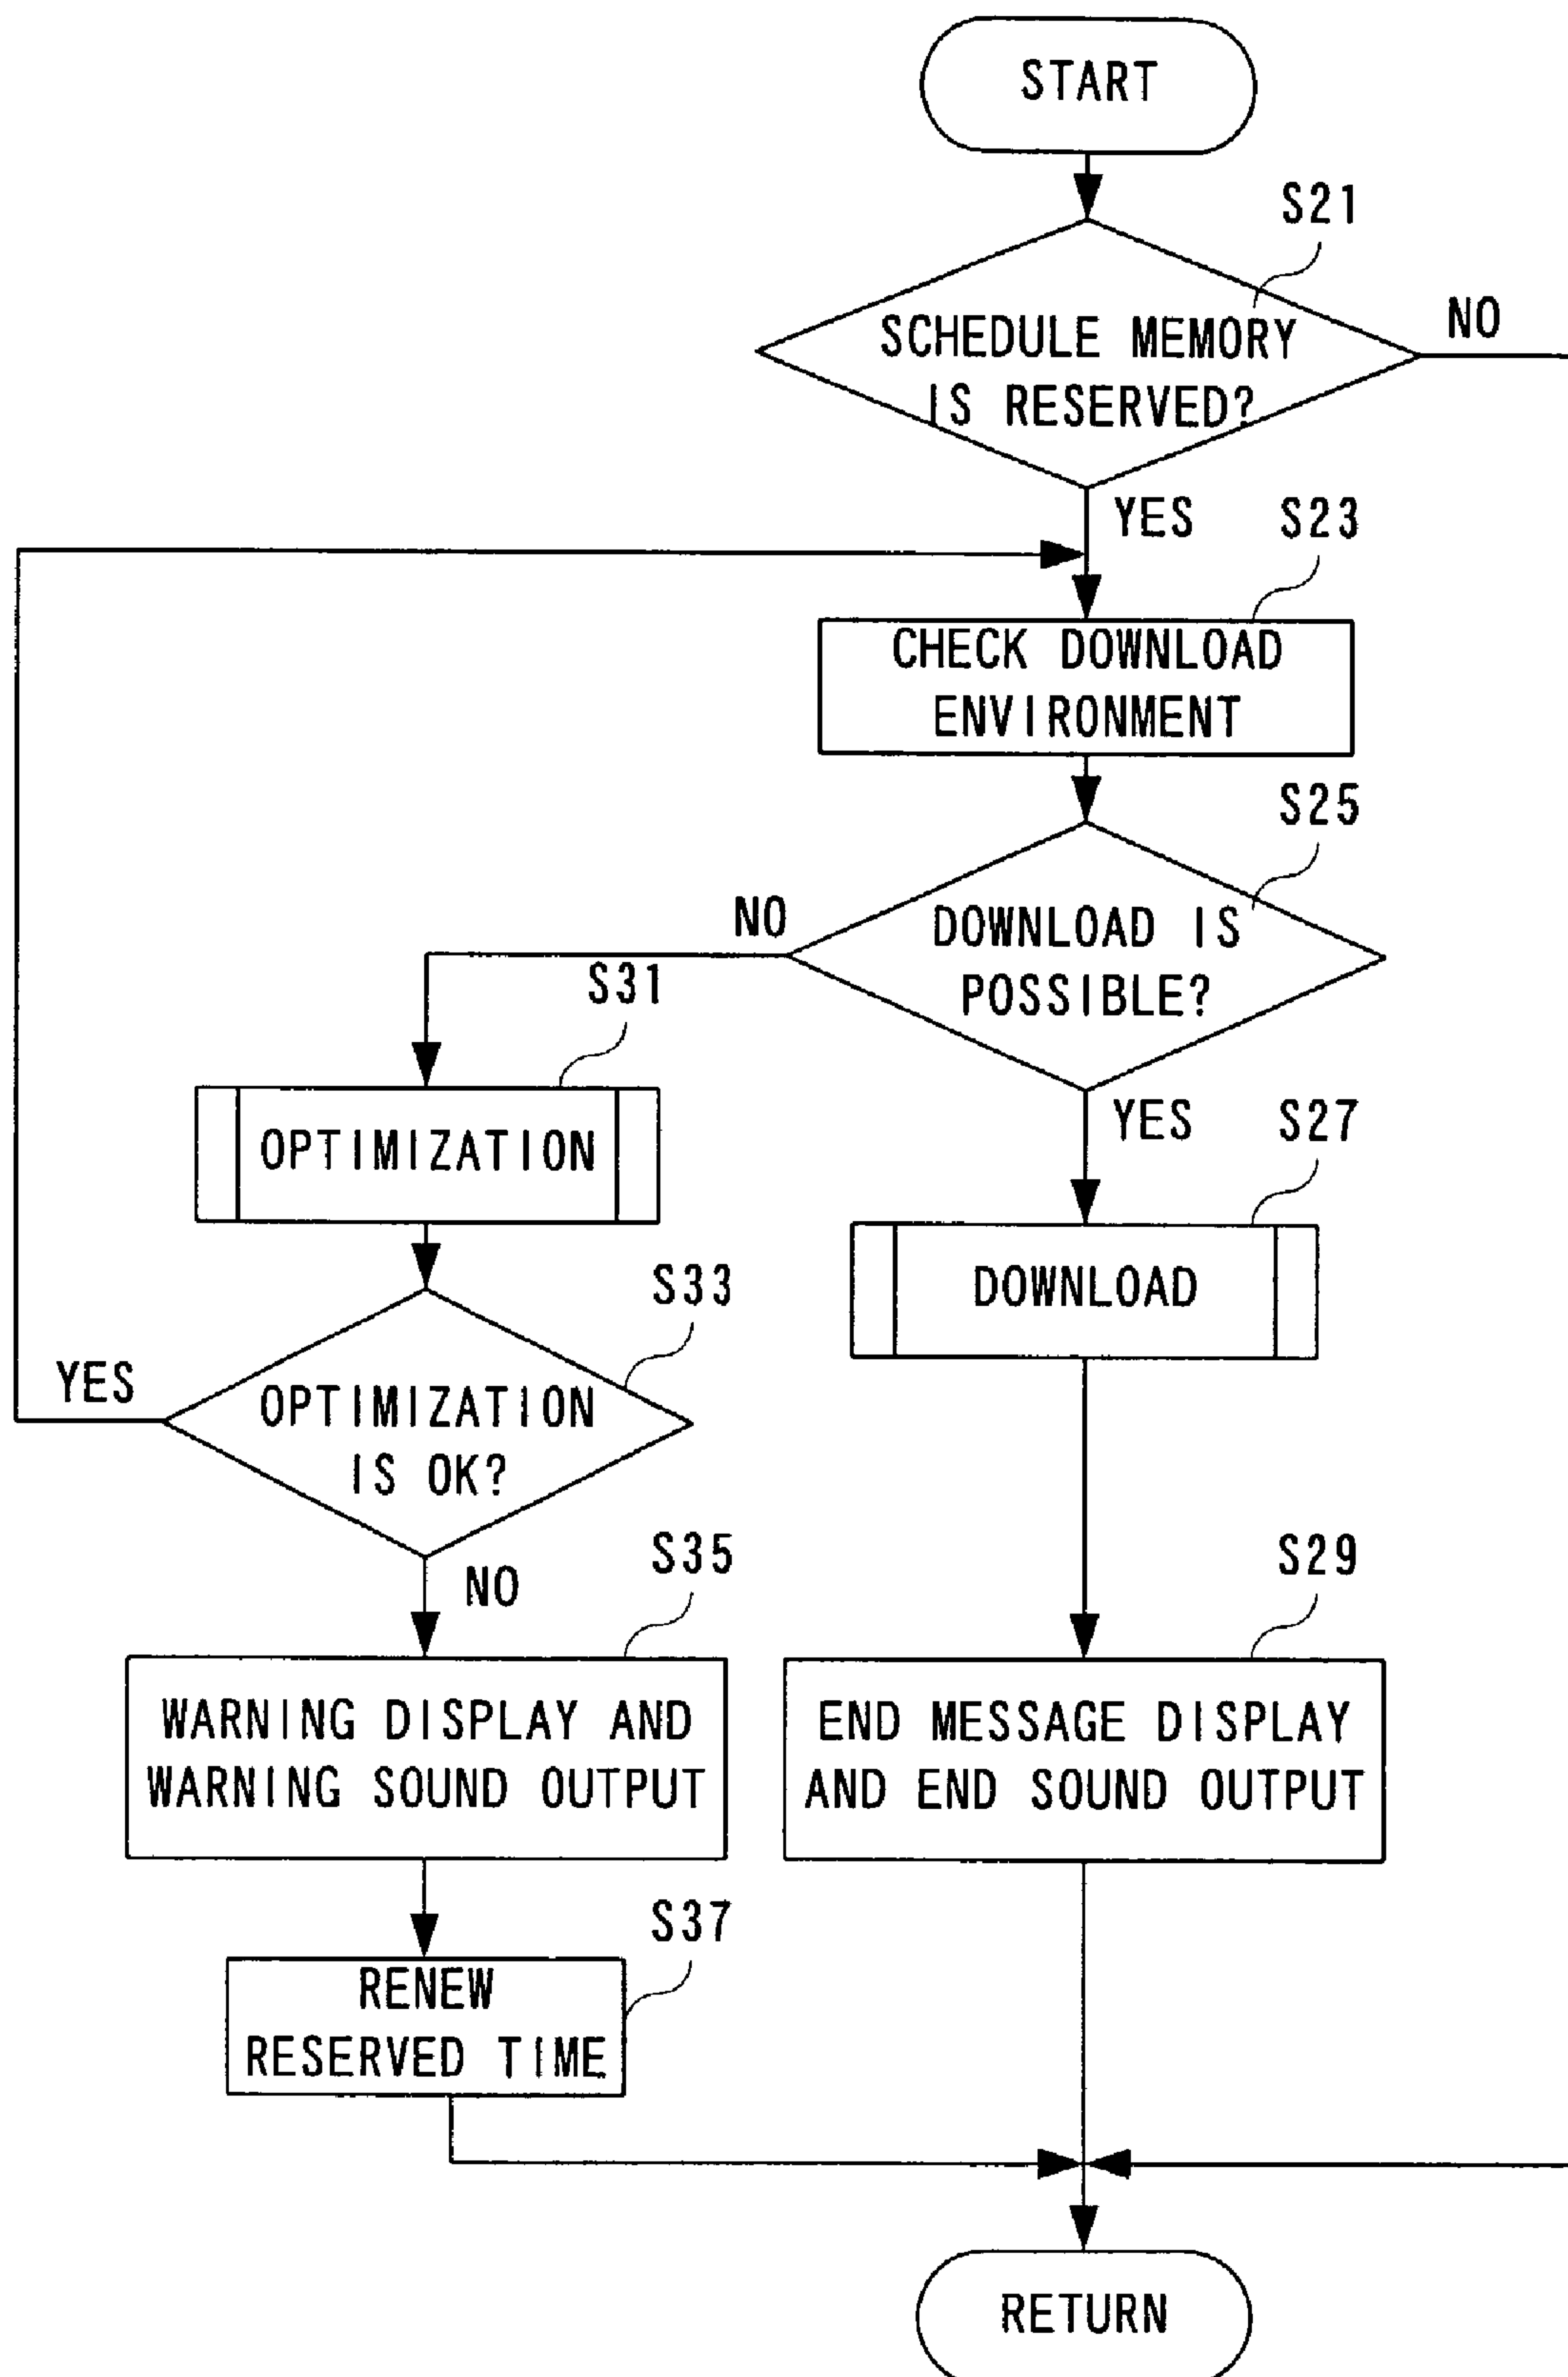 START
S21
SCHEDULE MEMORY
IS RESERVED?
NO
YES
S23
CHECK DOWNLOAD
ENVIRONMENT
S25
NO
DOWNLOAD IS
POSSIBLE?
S31
YES
S27
OPTIMIZATION
DOWNLOAD
S33
YES
OPTIMIZATION
IS OK?
NO
S35
S29
WARNING DISPLAY AND
WARNING SOUND OUTPUT
END MESSAGE DISPLAY
AND END SOUND OUTPUT
S37
RENEW
RESERVED TIME
RETURN